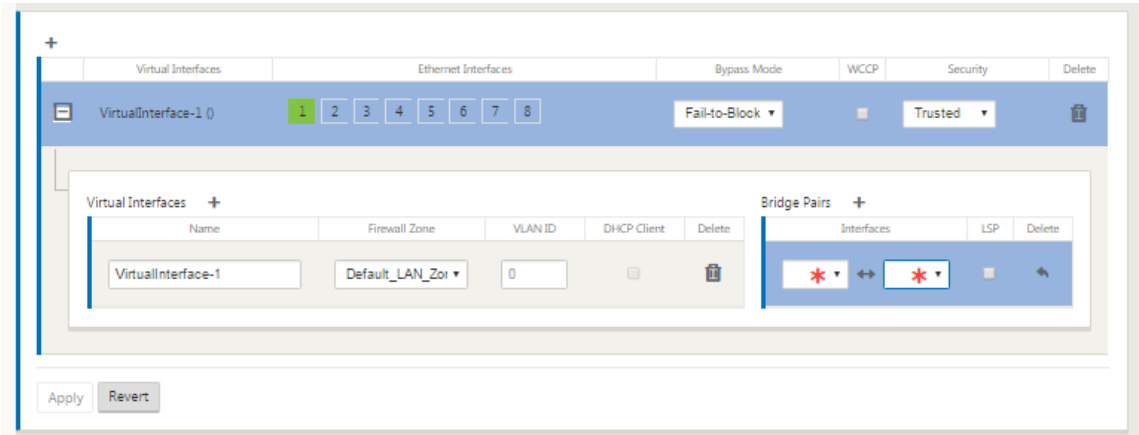 +
Virtual Interfaces Ethernet Interfaces Bypass Mode WCCP Security Delete
VirtualInterface-1 () 1 2 3 4 5 6 7 8 Fail-to-Block Trusted
Virtual Interfaces + Bridge Pairs +
Name Firewall Zone VLAN ID DHCP Client Delete Interfaces LSP Delete
VirtualInterface-1 Default_LAN_Zor 0 * *
Apply Revert